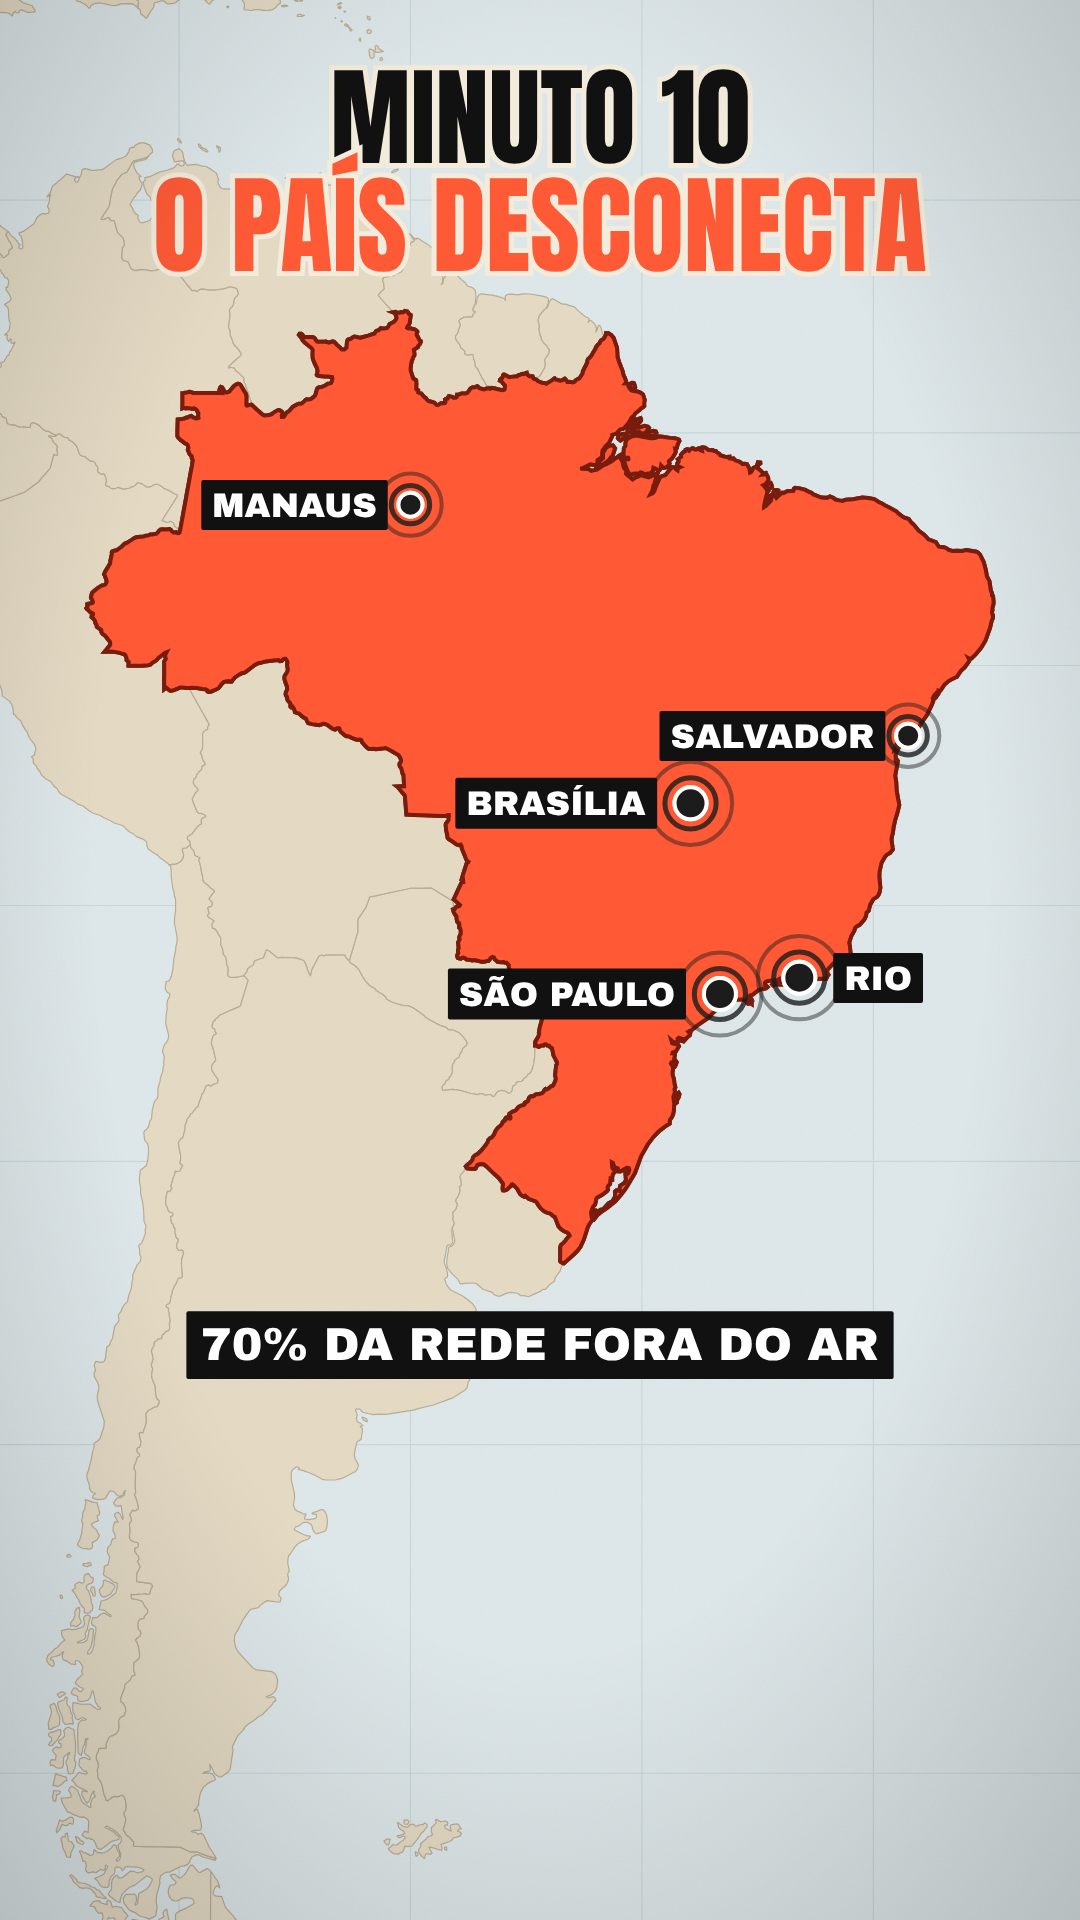 MINUTO 10
O PAÍS DESCONECTA
MANAUS
SALVADOR
BRASÍLIA
SÃO PAULO
RIO
70% DA REDE FORA DO AR